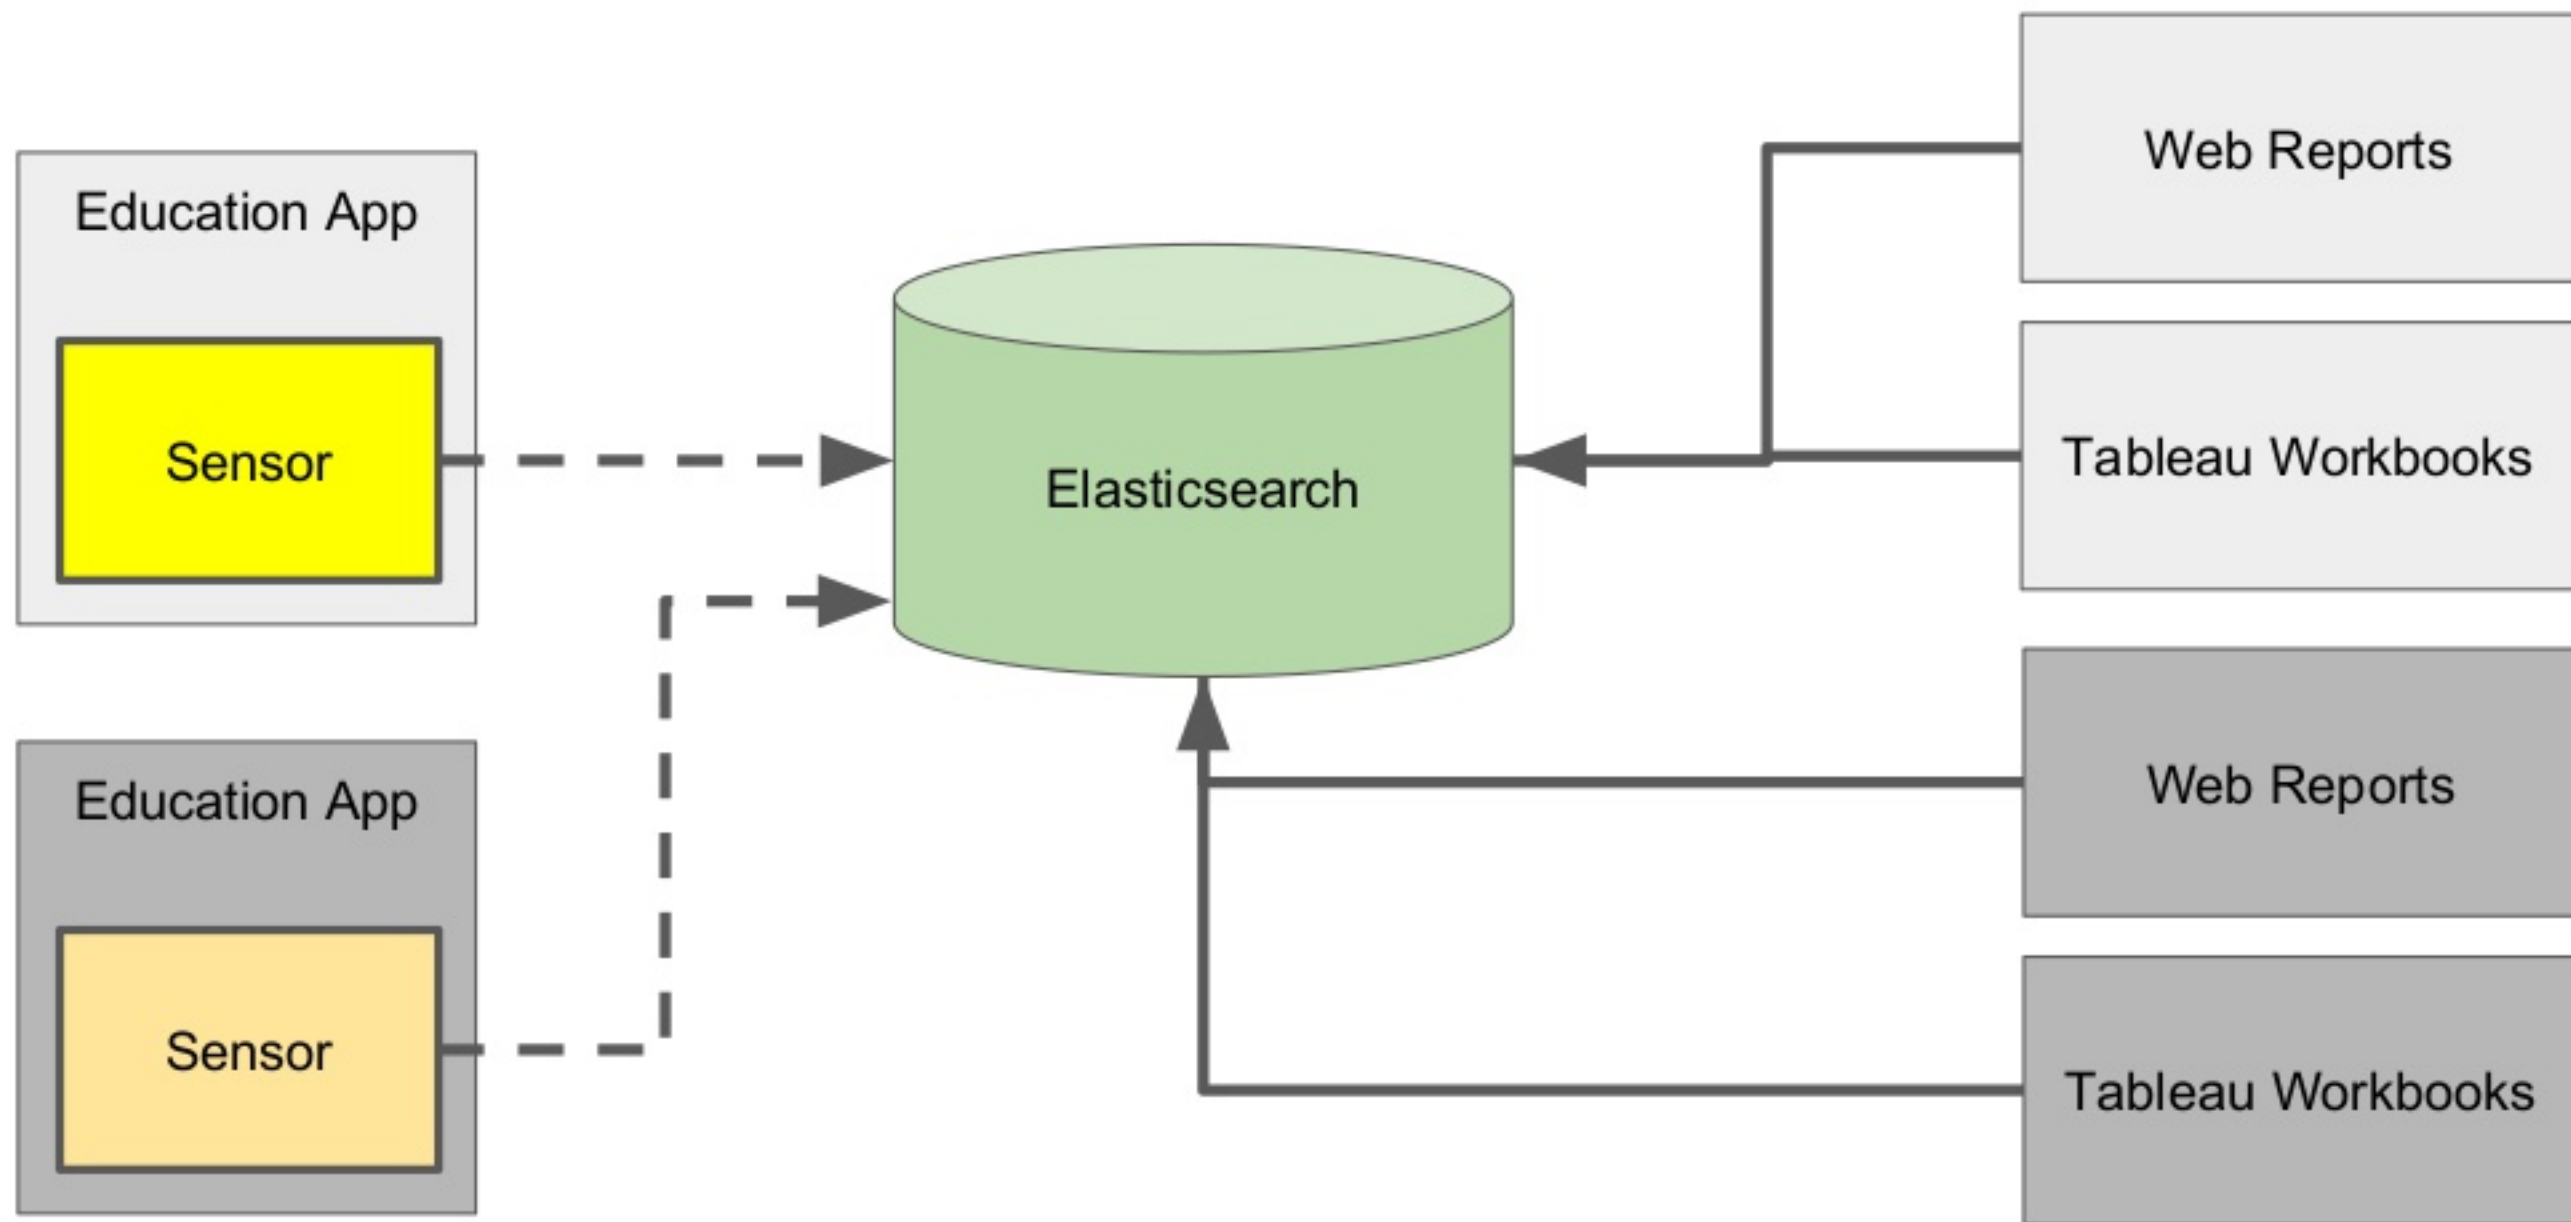 Education App
Sensor
Education App
Sensor
Elasticsearch
Web Reports
Tableau Workbooks
Web Reports
Tableau Workbooks